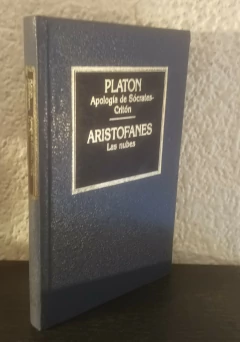 PLATON
Apología de Sócrates-
Critón
ARISTOFANES
Las nubes